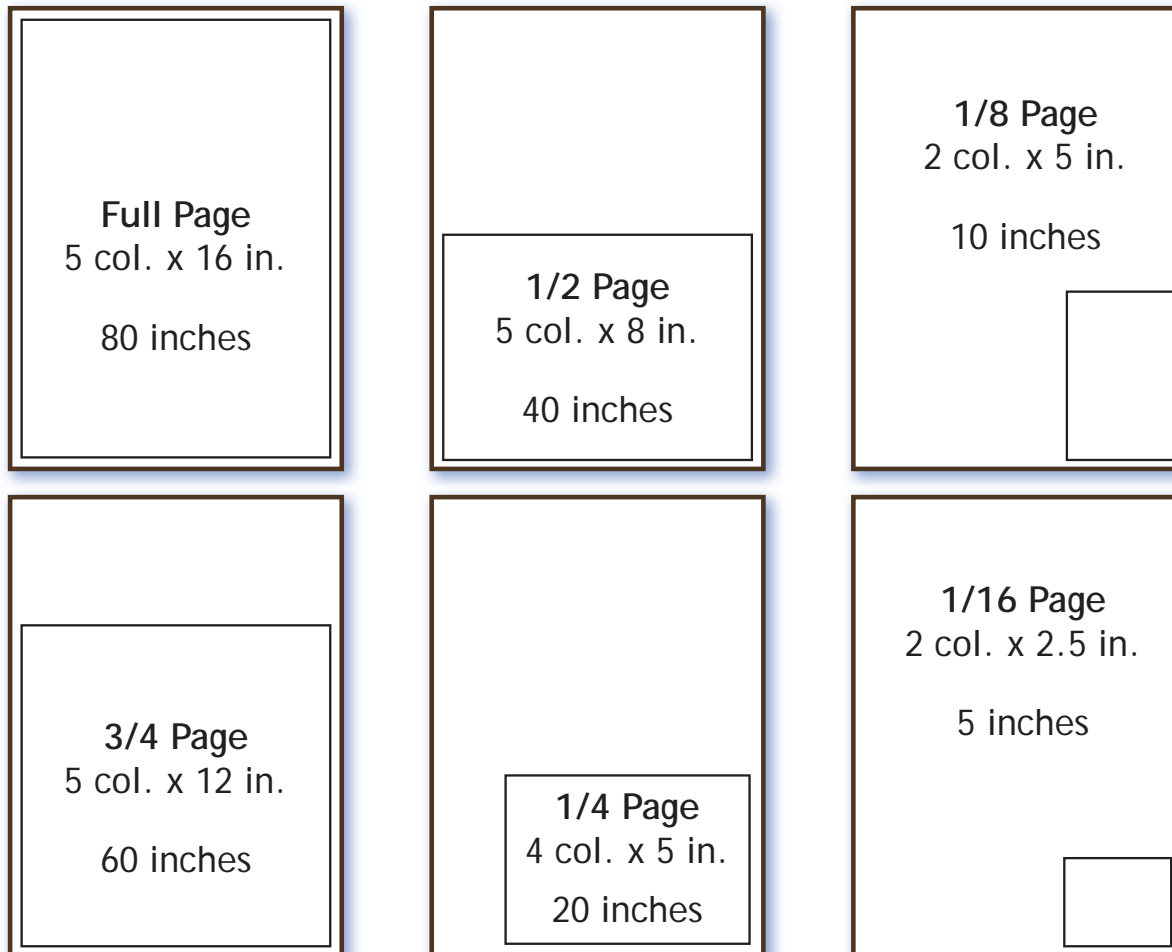 Full Page
5 col. x 16 in.
80 inches
1/2 Page
5 col. x 8 in.
40 inches
1/8 Page
2 col. x 5 in.
10 inches
3/4 Page
5 col. x 12 in.
60 inches
1/4 Page
4 col. x 5 in.
20 inches
1/16 Page
2 col. x 2.5 in.
5 inches